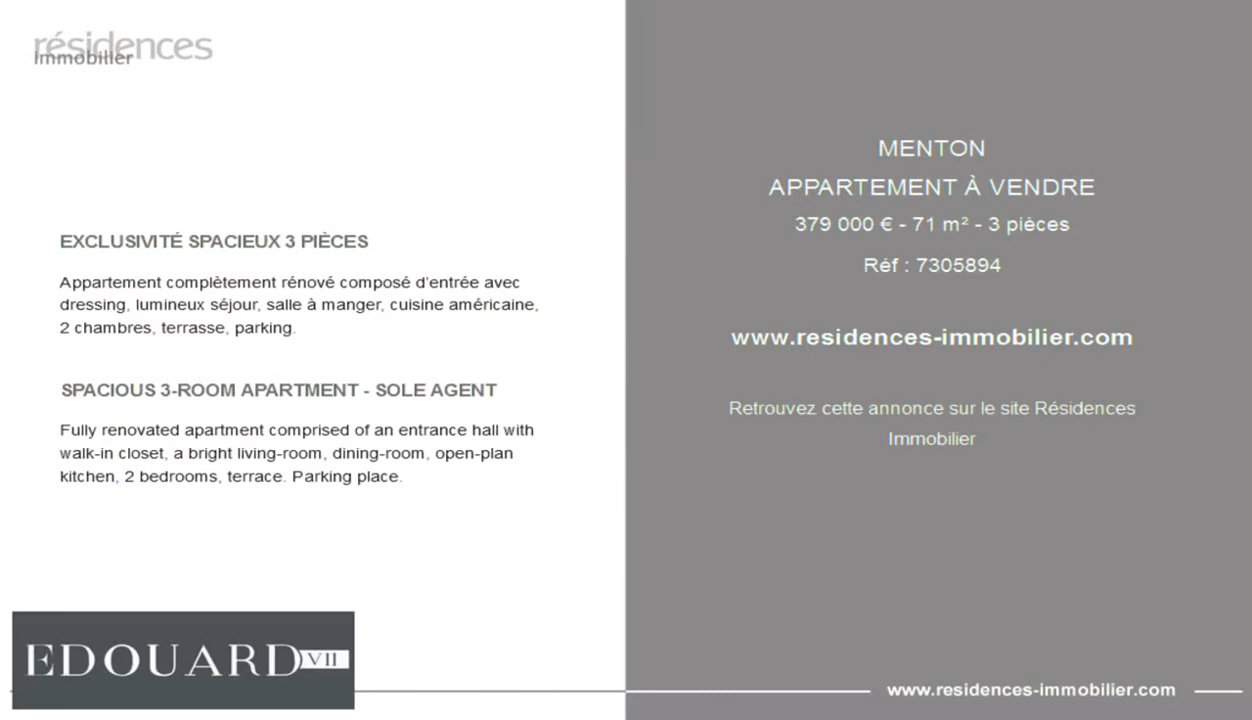 résidences
immobilier
EXCLUSIVITÉ SPACIEUX 3 PIÈCES
Appartement complètement rénové composé d'entrée avec
dressing, lumineux séjour, salle à manger, cuisine américaine,
2 chambres, terrasse, parking.
SPACIOUS 3-ROOM APARTMENT - SOLE AGENT
Fully renovated apartment comprised of an entrance hall with
walk-in closet, a bright living-room, dining-room, open-plan
kitchen, 2 bedrooms, terrace. Parking place.
EDOUARD VII
MENTON
APPARTEMENT À VENDRE
379 000 € - 71 m² - 3 pièces
Réf : 7305894
www.residences-immobilier.com
Retrouvez cette annonce sur le site Résidences
Immobilier
www.residences-immobilier.com